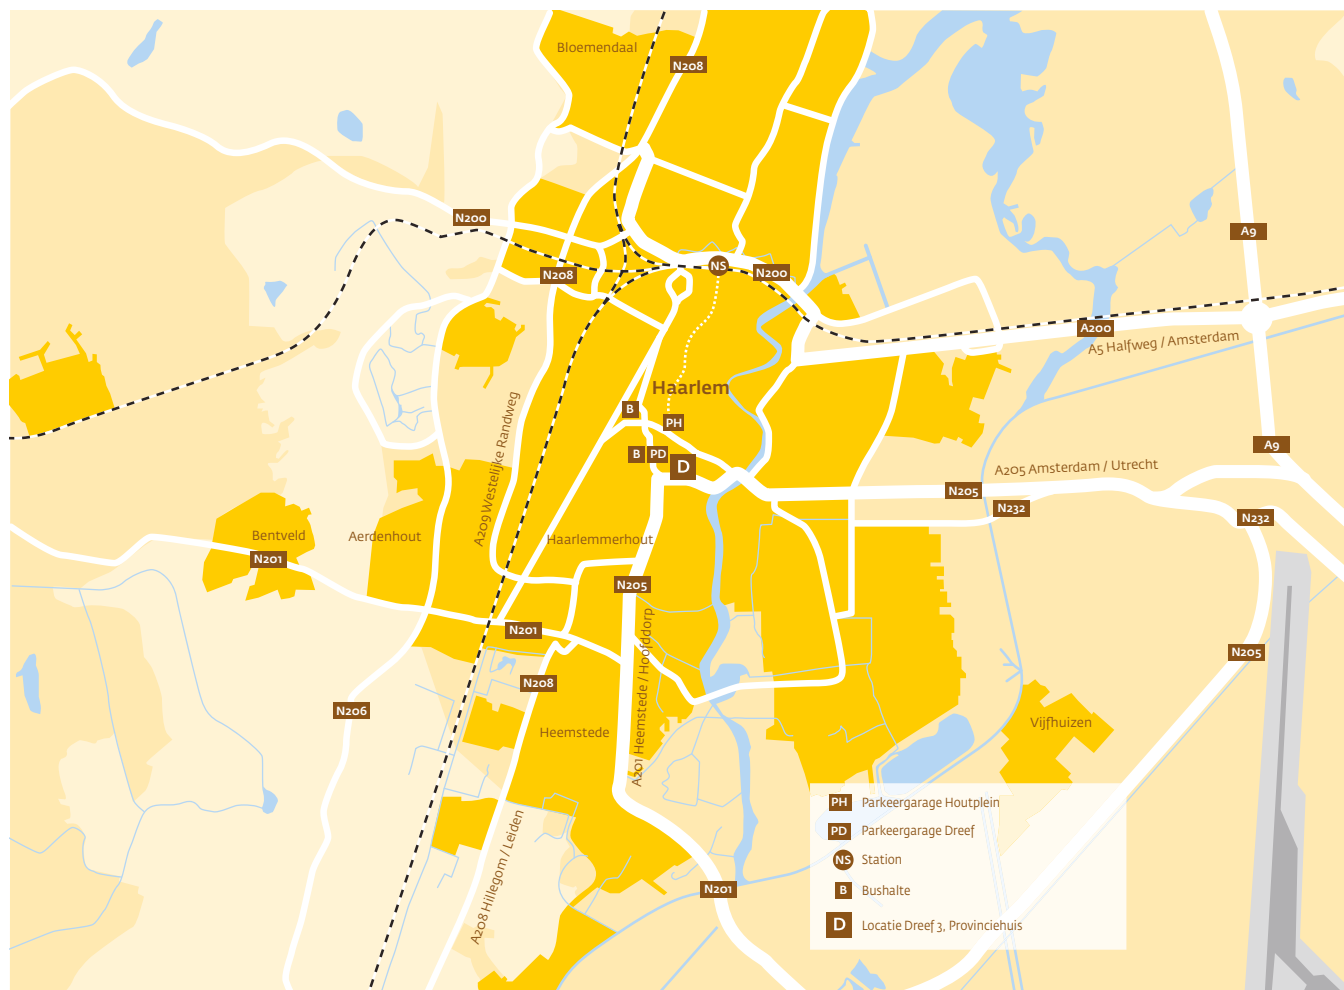 Bloemendaal
N208
N200
A9
NS
N200
N208
A200
A5 Halfweg / Amsterdam
Haarlem
B
PH
A9
B
PD
D
A205 Amsterdam / Utrecht
N205
N232
N232
A209 Westelijke Randweg
Bentveld
Aerdenhout
Haarlemmerhout
N201
N205
N201
N205
A201 Heemstede / Hoofddorp
N208
N206
Heemstede
Vijfhuizen
A208 Hillegom / Leiden
N201
PH Parkeergarage Houtplein
PD Parkeergarage Dreef
NS Station
B Bushalte
D Locatie Dreef 3, Provinciehuis